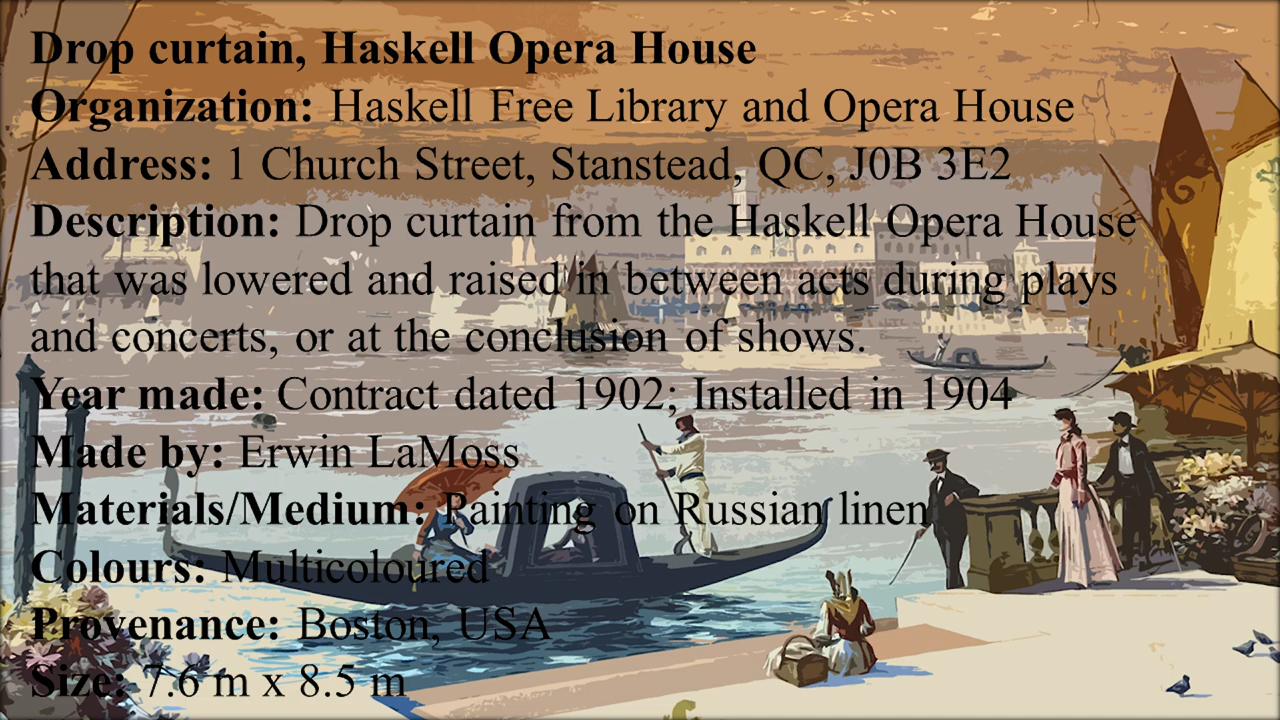 Drop curtain, Haskell Opera House
Organization: Haskell Free Library and Opera House
Address: 1 Church Street, Stanstead, QC, J0B 3E2
Description: Drop curtain from the Haskell Opera House
that was lowered and raised in between acts during plays
and concerts, or at the conclusion of shows.
Year made: Contract dated 1902; Installed in 1904
Made by: Erwin LaMoss
Materials/Medium: Painting on Russian linen
Colours: Multicoloured
Provenance: Boston, USA
Size: 7.6 m x 8.5 m